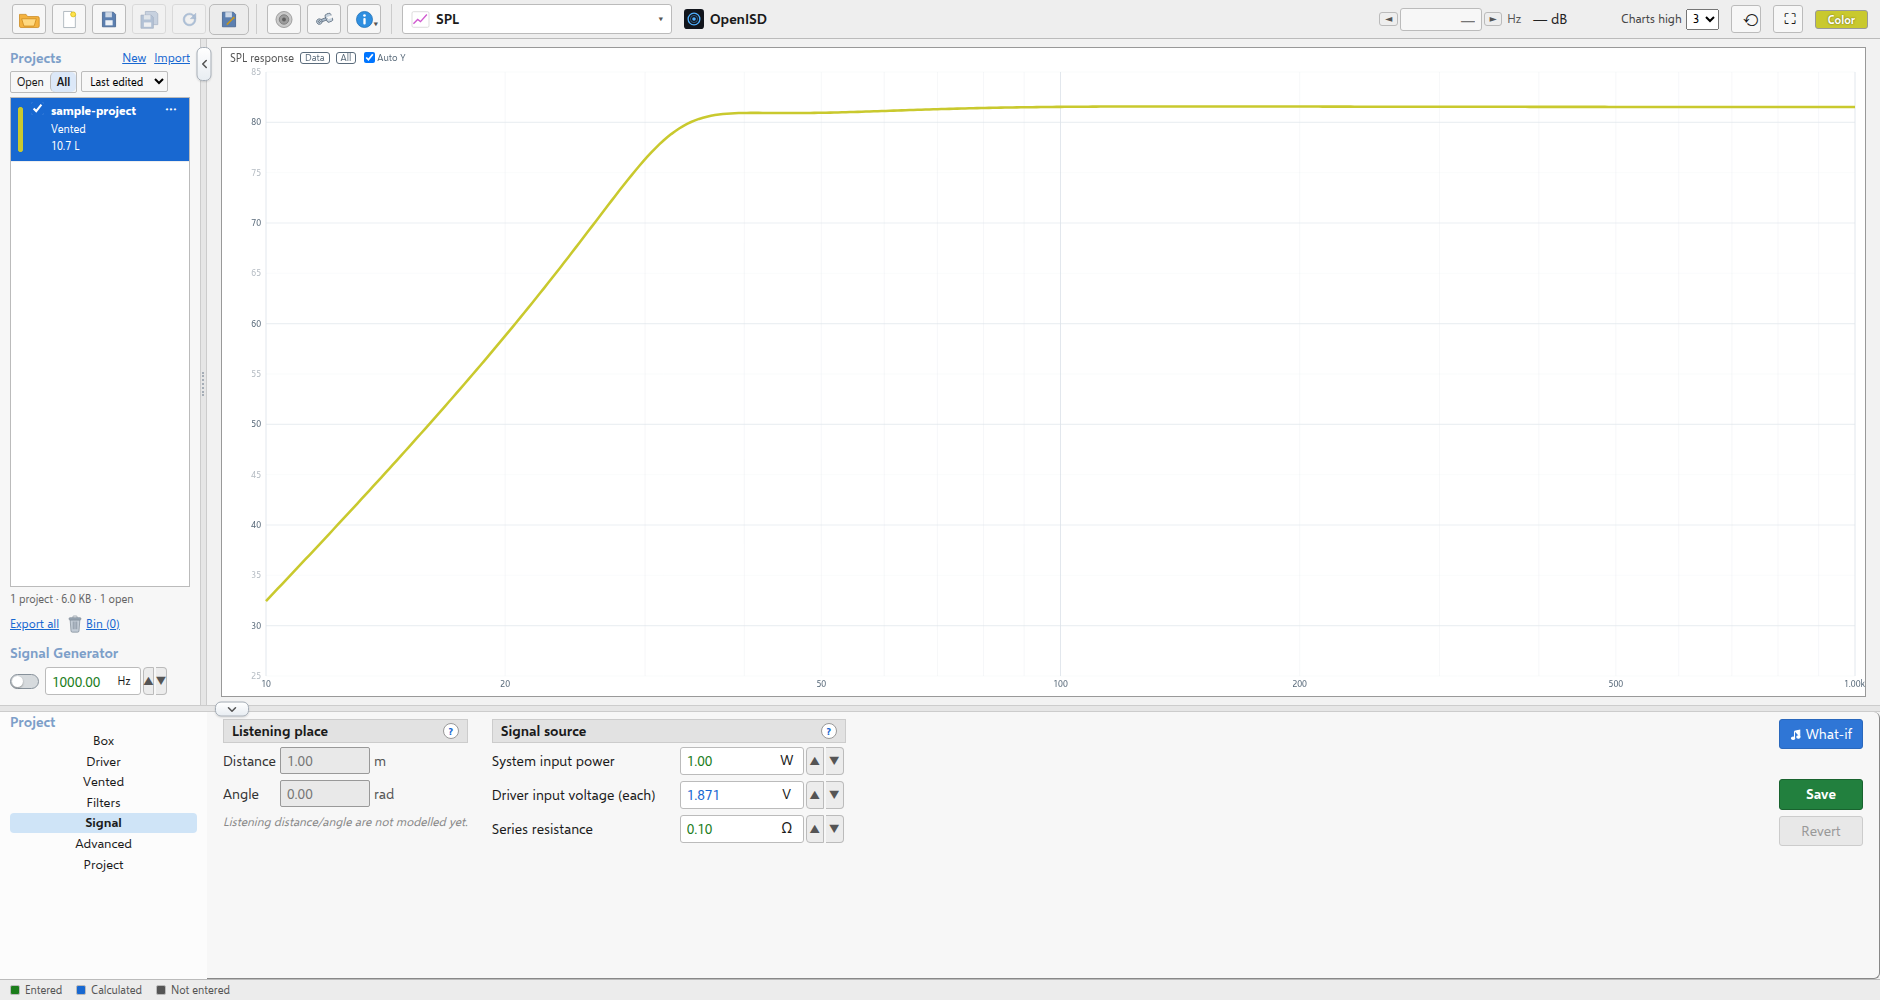 SPL
OpenISD
— Hz — dB
Charts high 3
Color
Projects New Import
Open All Last edited
sample-project ···
Vented
10.7 L
1 project · 6.0 KB · 1 open
Export all Bin (0)
Signal Generator
1000.00 Hz
SPL response Data All Auto Y
85
80
75
70
65
60
55
50
45
40
35
30
25
10 20 50 100 200 500 1.00k
Project
Box
Driver
Vented
Filters
Signal
Advanced
Project
Listening place ?
Distance 1.00 m
Angle 0.00 rad
Listening distance/angle are not modelled yet.
Signal source ?
System input power 1.00 W
Driver input voltage (each) 1.871 V
Series resistance 0.10 Ω
What-if
Save
Revert
Entered Calculated Not entered